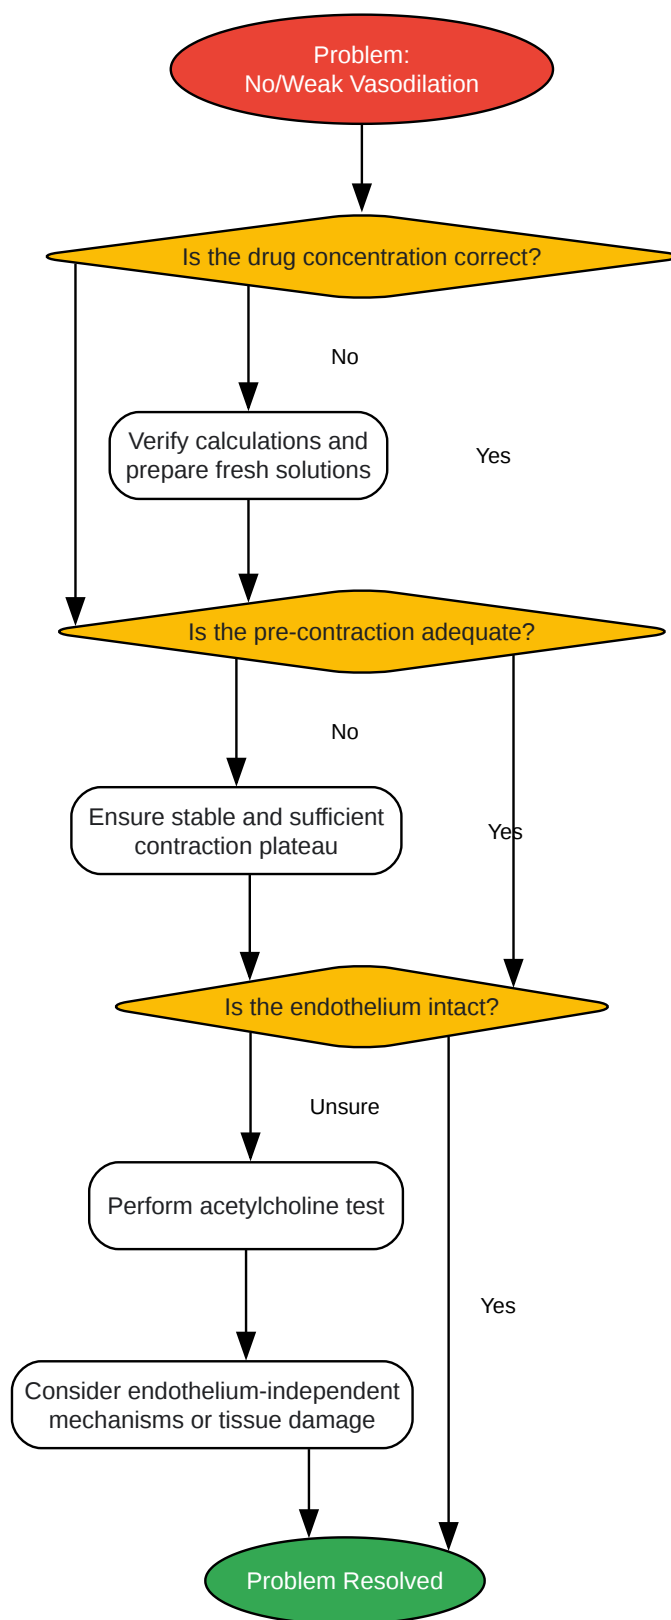 Problem:
No/Weak Vasodilation
Is the drug concentration correct?
No
Verify calculations and
prepare fresh solutions
Yes
Is the pre-contraction adequate?
No
Ensure stable and sufficient
contraction plateau
Yes
Is the endothelium intact?
Unsure
Perform acetylcholine test
Yes
Consider endothelium-independent
mechanisms or tissue damage
Problem Resolved